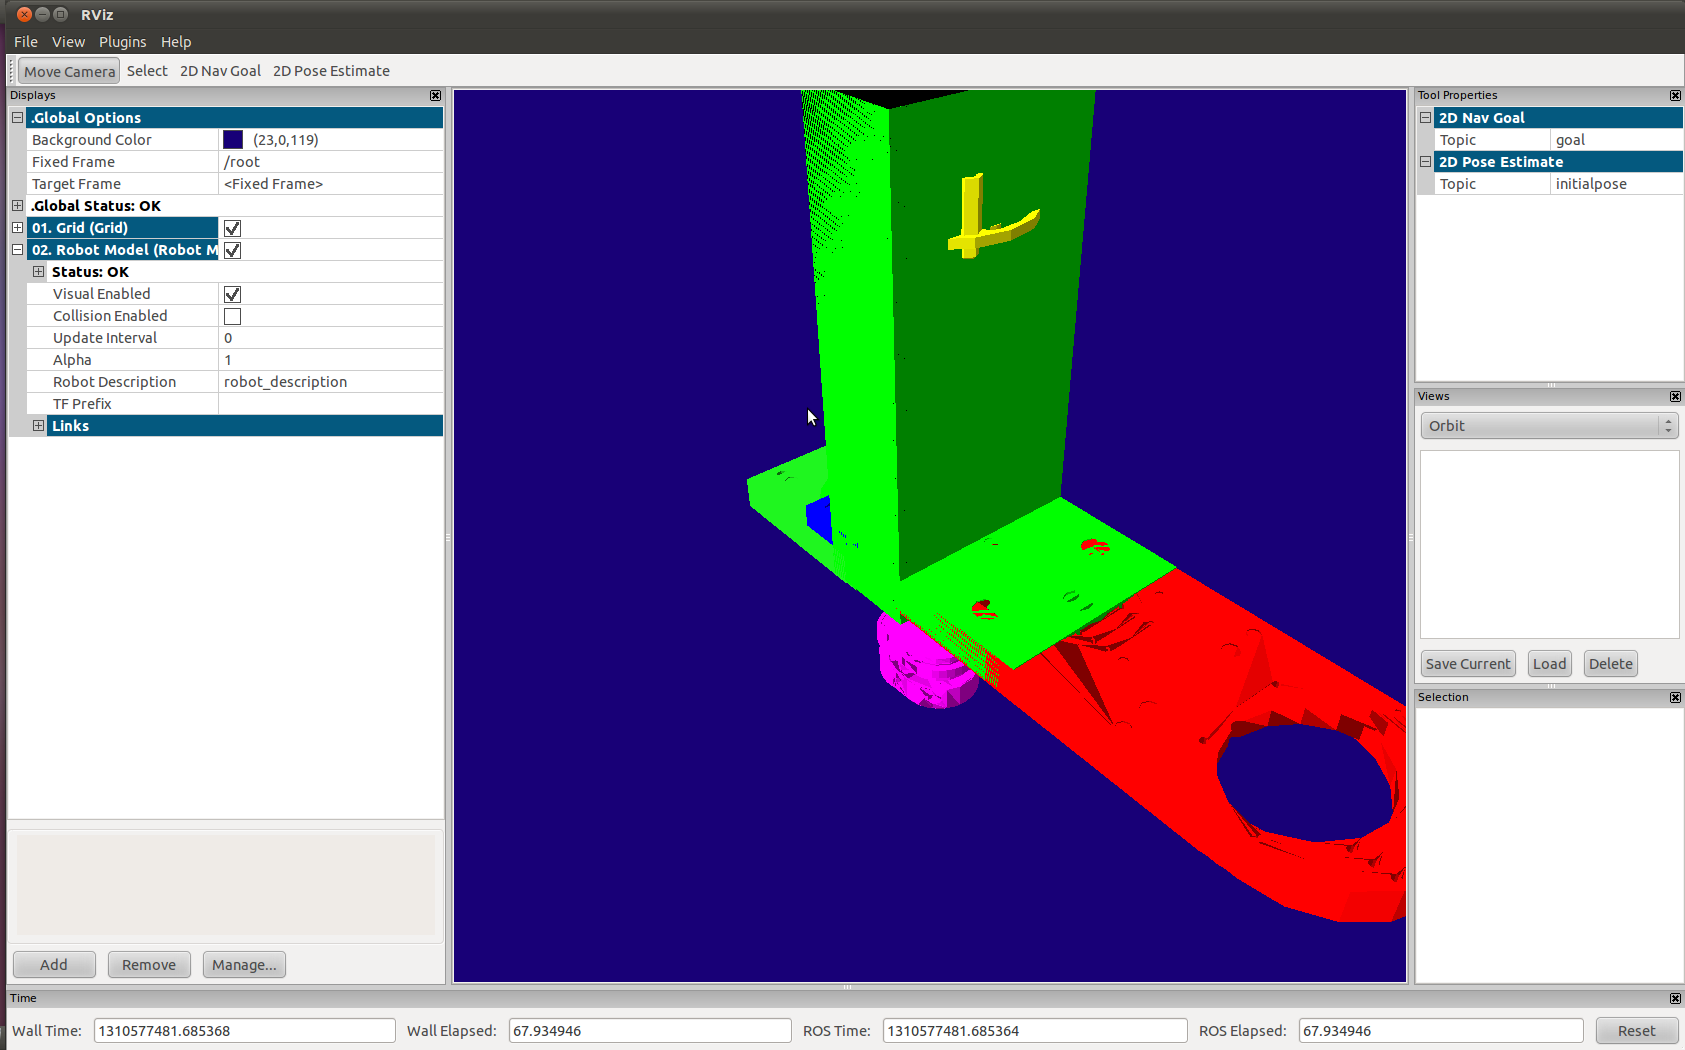 RViz
File View Plugins Help
Move Camera Select 2D Nav Goal 2D Pose Estimate
Displays
.Global Options
Background Color (23,0,119)
Fixed Frame /root
Target Frame <Fixed Frame>
.Global Status: OK
01. Grid (Grid)
02. Robot Model (Robot M
Status: OK
Visual Enabled
Collision Enabled
Update Interval 0
Alpha 1
Robot Description robot_description
TF Prefix
Links
Add Remove Manage...
Tool Properties
2D Nav Goal
Topic goal
2D Pose Estimate
Topic initialpose
Views
Orbit
Save Current Load Delete
Selection
Time
Wall Time: 1310577481.685368 Wall Elapsed: 67.934946 ROS Time: 1310577481.685364 ROS Elapsed: 67.934946 Reset